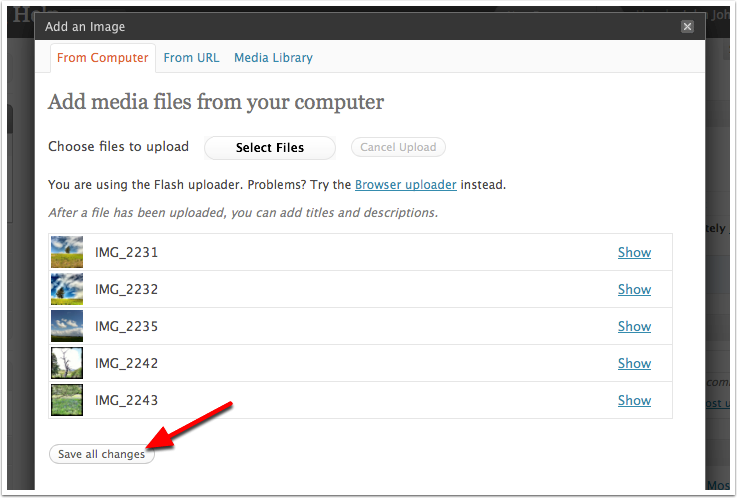 Add an Image
From Computer From URL Media Library
Add media files from your computer
Choose files to upload Select Files Cancel Upload
You are using the Flash uploader. Problems? Try the Browser uploader instead.
After a file has been uploaded, you can add titles and descriptions.
IMG_2231 Show
IMG_2232 Show
IMG_2235 Show
IMG_2242 Show
IMG_2243 Show
Save all changes